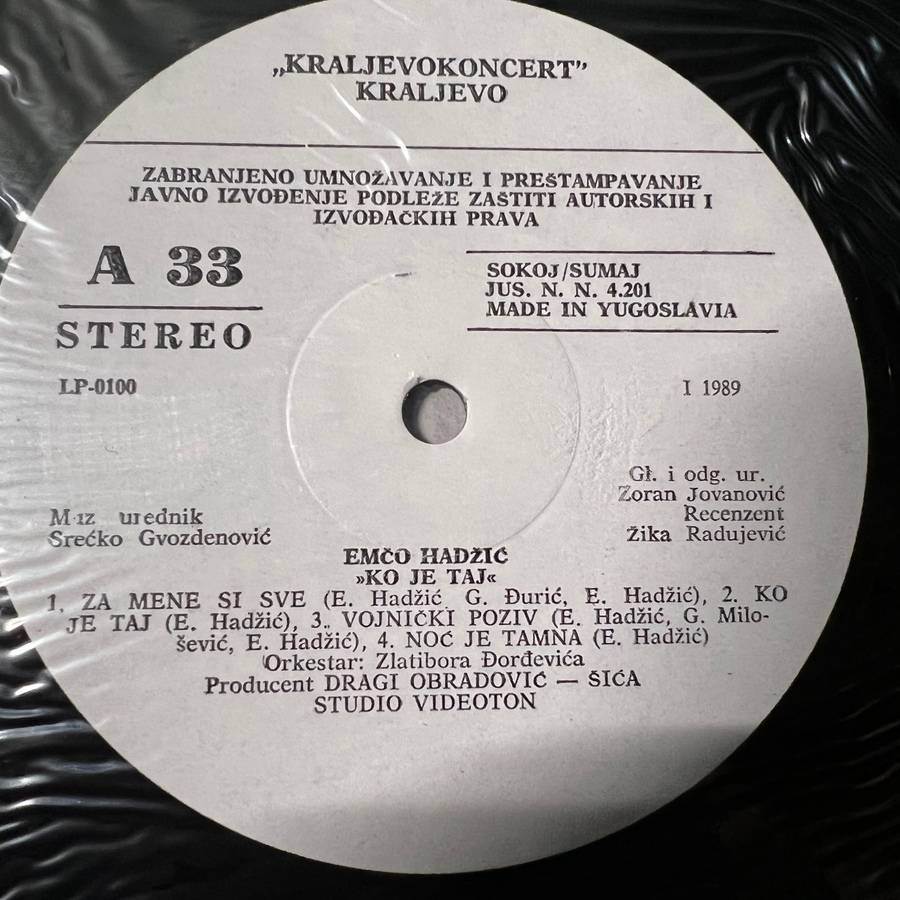 „KRALJEVOKONCERT”
KRALJEVO
ZABRANJENO UMNOŽAVANJE I PREŠTAMPAVANJE
JAVNO IZVOĐENJE PODLEŽE ZAŠTITI AUTORSKIH I
IZVOĐAČKIH PRAVA
A 33
STEREO
LP-0100
SOKOJ/SUMAJ
JUS. N. N. 4.201
MADE IN YUGOSLAVIA
I 1989
Gl. i odg. ur.
Zoran Jovanović
Recenzent
Žika Radujević
urednik
Srećko Gvozdenović
EMČO HADŽIĆ
»KO JE TAJ«
1. ZA MENE SI SVE (E. Hadžić G. Đurić, E. Hadžić), 2. KO
JE TAJ (E. Hadžić), 3.. VOJNIČKI POZIV (E. Hadžić, G. Milo-
šević, E. Hadžić), 4. NOĆ JE TAMNA (E. Hadžić)
Orkestar: Zlatibora Đorđevića
Producent DRAGI OBRADOVIĆ — ŠIĆA
STUDIO VIDEOTON